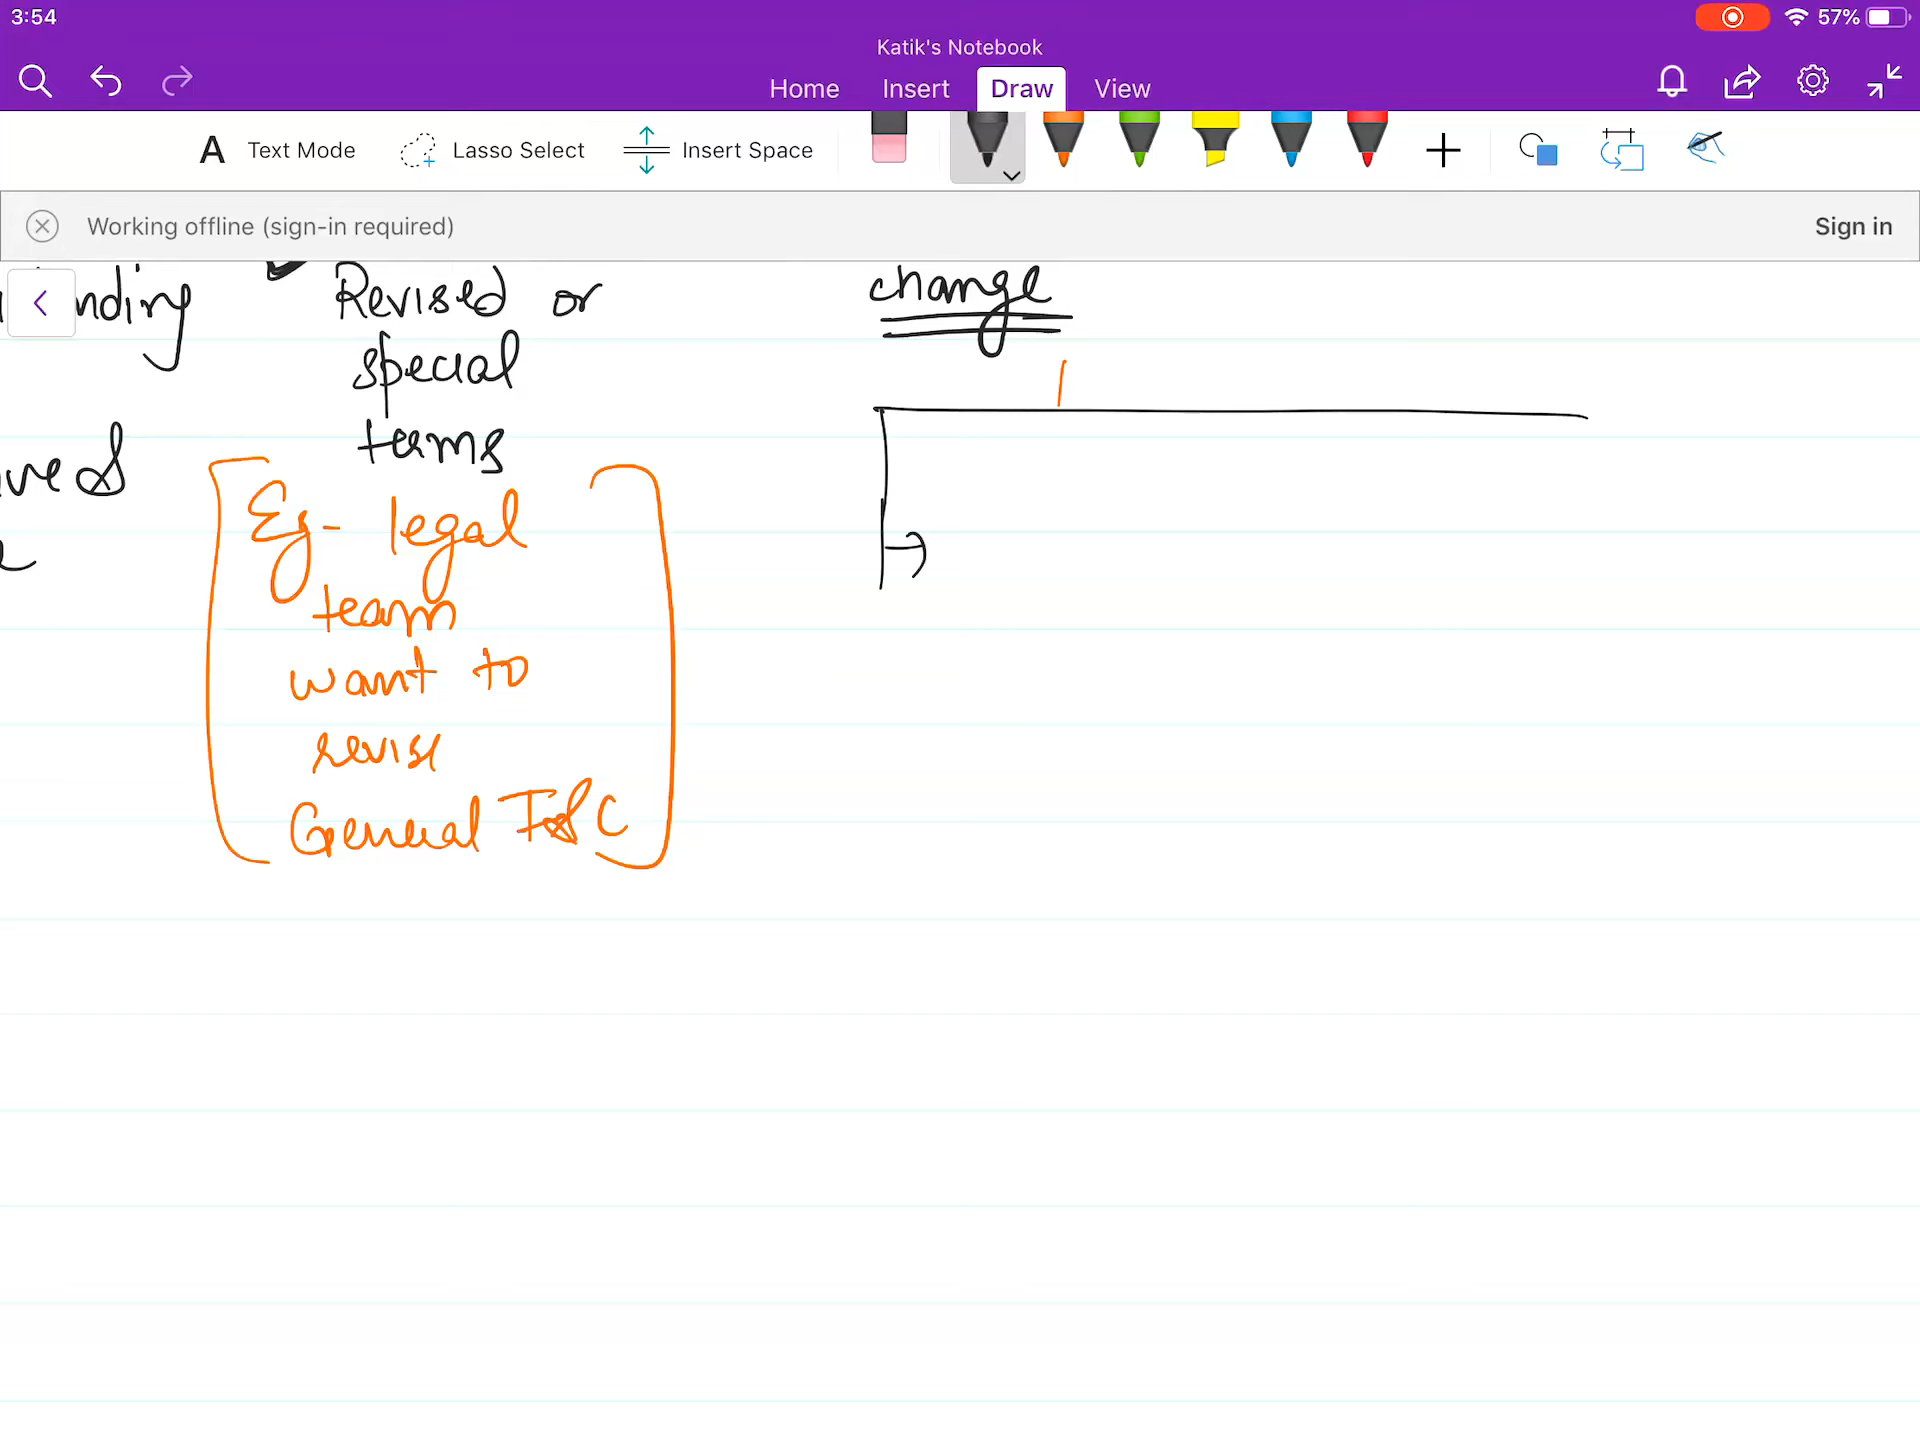 3:54
57%
Katik's Notebook
Home Insert Draw View
A Text Mode Lasso Select Insert Space
Working offline (sign-in required) Sign in
nding
Revised or
special
terms
change
Eg- legal
team
want to
revise
General T&C